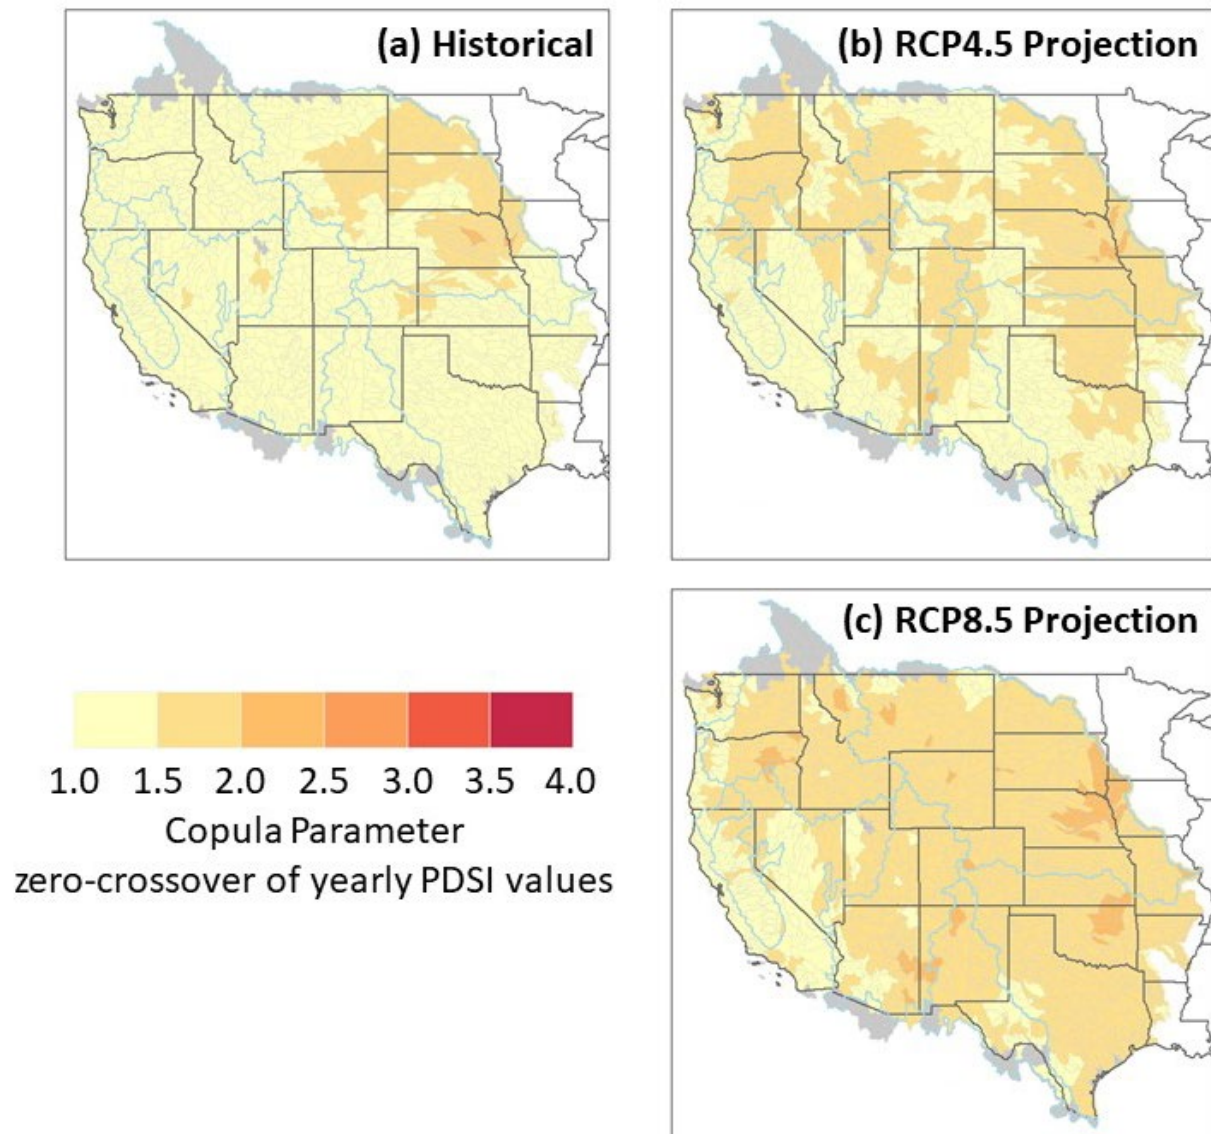 (a) Historical
(b) RCP4.5 Projection
(c) RCP8.5 Projection
1.0 1.5 2.0 2.5 3.0 3.5 4.0
Copula Parameter
zero-crossover of yearly PDSI values